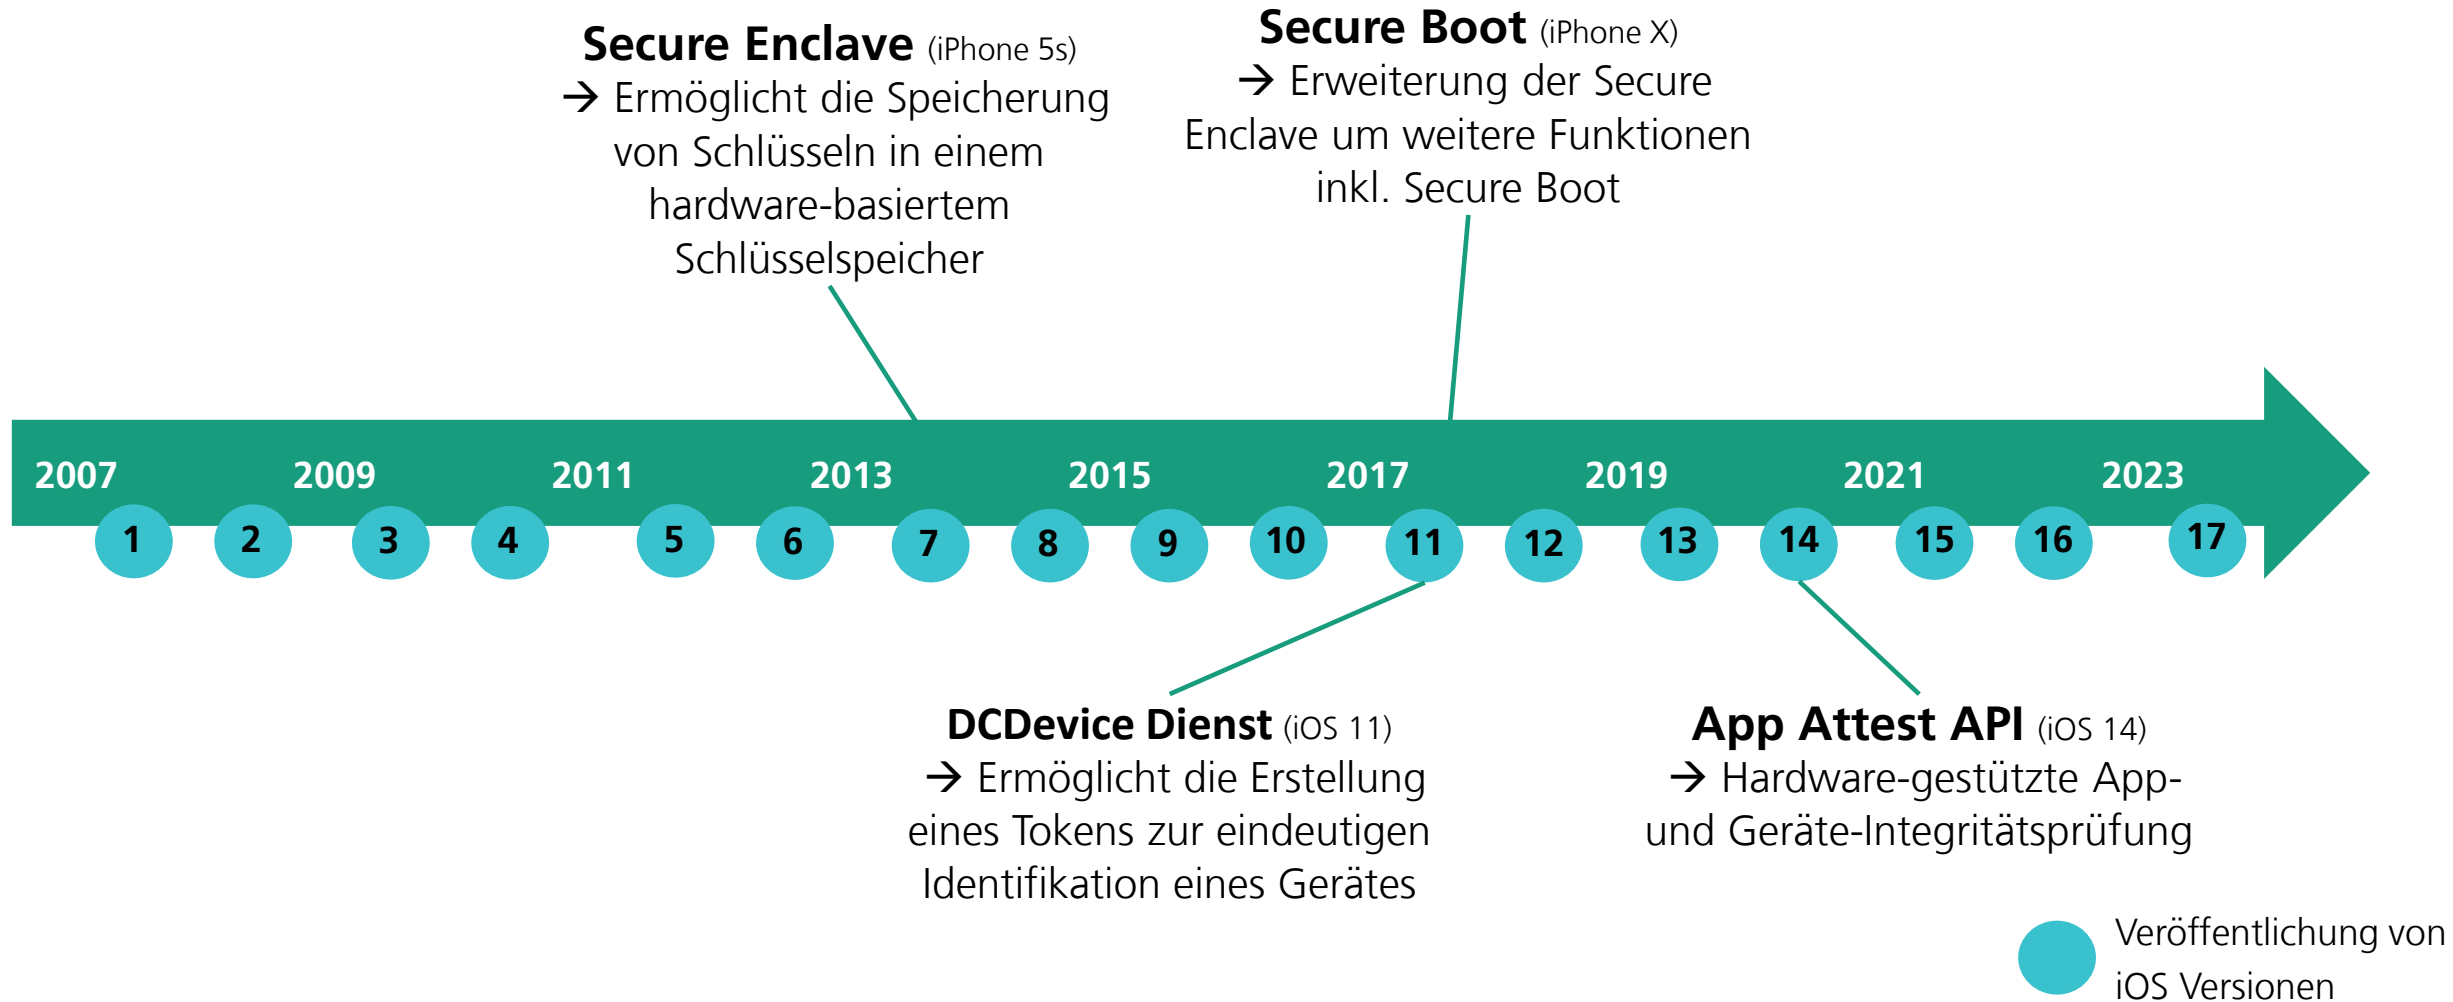 Secure Enclave (iPhone 5s)
→ Ermöglicht die Speicherung
von Schlüsseln in einem
hardware-basiertem
Schlüsselspeicher
Secure Boot (iPhone X)
→ Erweiterung der Secure
Enclave um weitere Funktionen
inkl. Secure Boot
2007 2009 2011 2013 2015 2017 2019 2021 2023
1 2 3 4 5 6 7 8 9 10 11 12 13 14 15 16 17
DCDevice Dienst (iOS 11)
→ Ermöglicht die Erstellung
eines Tokens zur eindeutigen
Identifikation eines Gerätes
App Attest API (iOS 14)
→ Hardware-gestützte App-
und Geräte-Integritätsprüfung
Veröffentlichung von
iOS Versionen